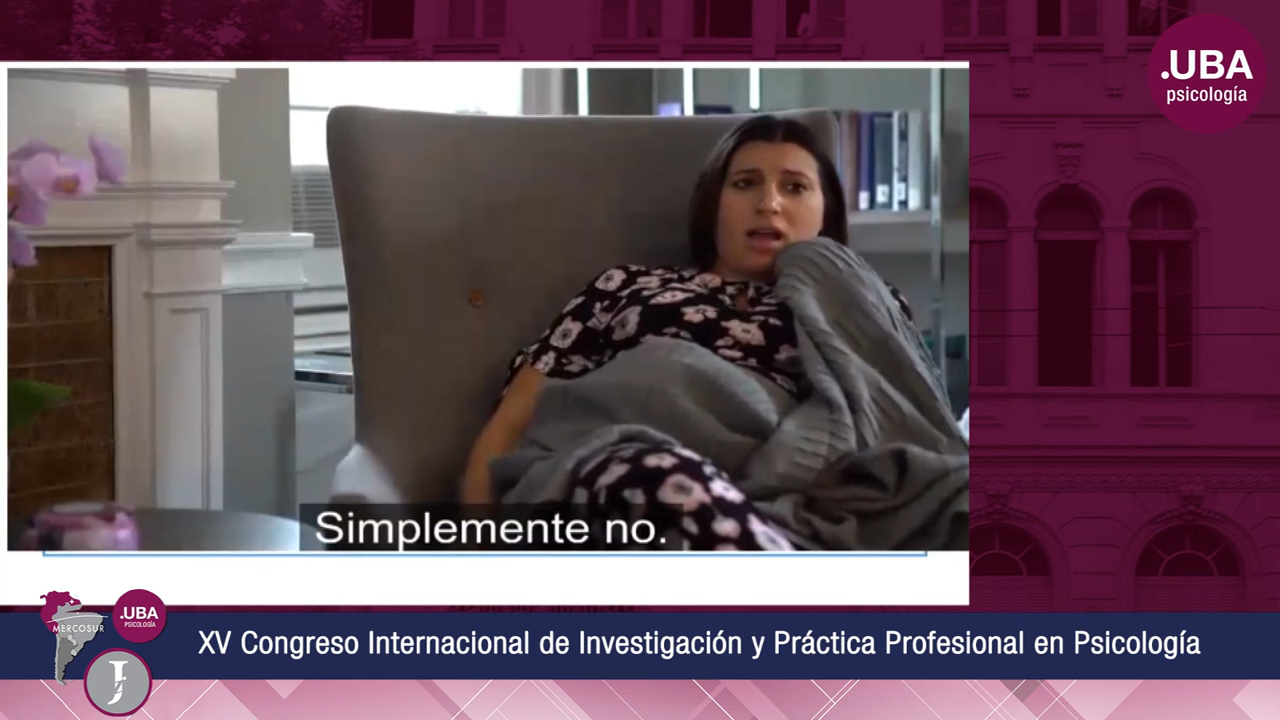 .UBA
psicología
Simplemente no.
MERCOSUR
.UBA
PSICOLOGÍA
XV Congreso Internacional de Investigación y Práctica Profesional en Psicología